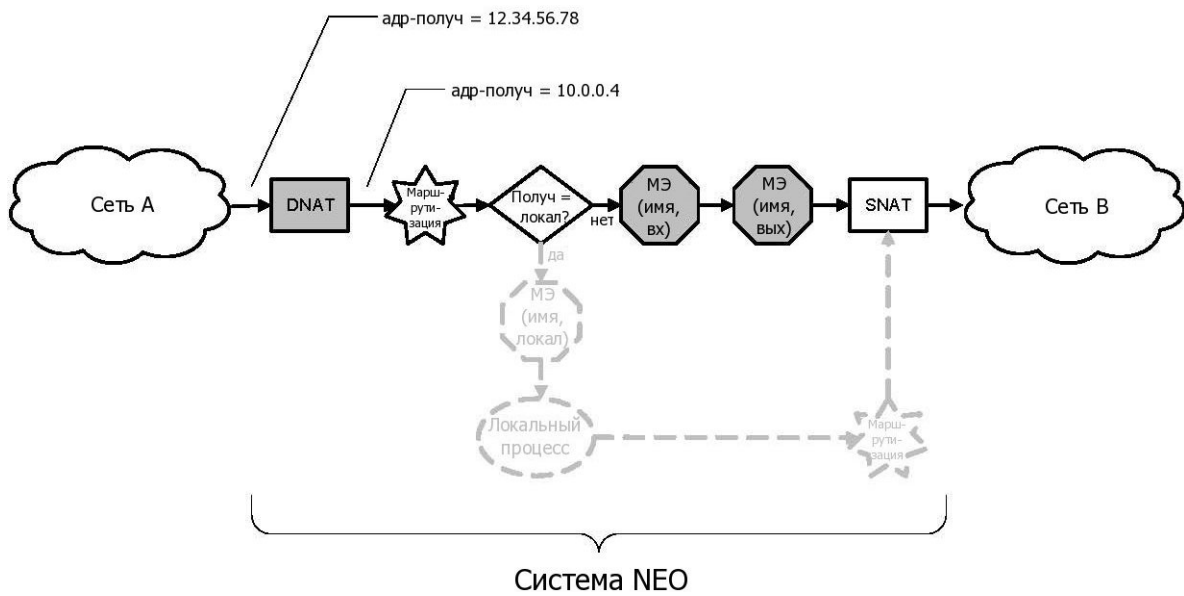 адр-получ = 12.34.56.78
адр-получ = 10.0.0.4
Сеть A
DNAT
Марш-
рути-
зация
Получ =
локал?
нет
МЭ
(имя,
вх)
МЭ
(имя,
вых)
SNAT
Сеть B
да
МЭ
(имя,
локал)
Локальный
процесс
Марш-
рути-
зация
Система NEO